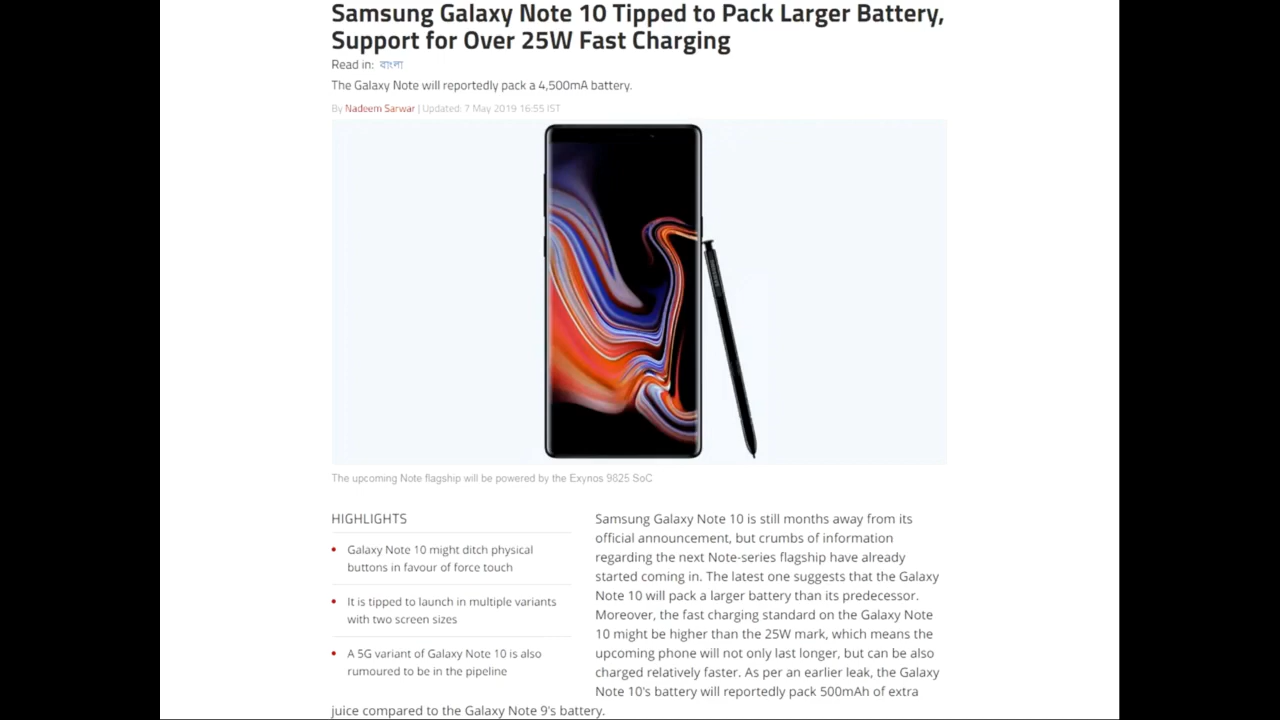 Samsung Galaxy Note 10 Tipped to Pack Larger Battery,
Support for Over 25W Fast Charging
Read in: বাংলা
The Galaxy Note will reportedly pack a 4,500mA battery.
By Nadeem Sarwar | Updated: 7 May 2019 16:55 IST
The upcoming Note flagship will be powered by the Exynos 9825 SoC
HIGHLIGHTS
Galaxy Note 10 might ditch physical
buttons in favour of force touch
It is tipped to launch in multiple variants
with two screen sizes
A 5G variant of Galaxy Note 10 is also
rumoured to be in the pipeline
Samsung Galaxy Note 10 is still months away from its
official announcement, but crumbs of information
regarding the next Note-series flagship have already
started coming in. The latest one suggests that the Galaxy
Note 10 will pack a larger battery than its predecessor.
Moreover, the fast charging standard on the Galaxy Note
10 might be higher than the 25W mark, which means the
upcoming phone will not only last longer, but can be also
charged relatively faster. As per an earlier leak, the Galaxy
Note 10's battery will reportedly pack 500mAh of extra
juice compared to the Galaxy Note 9's battery.